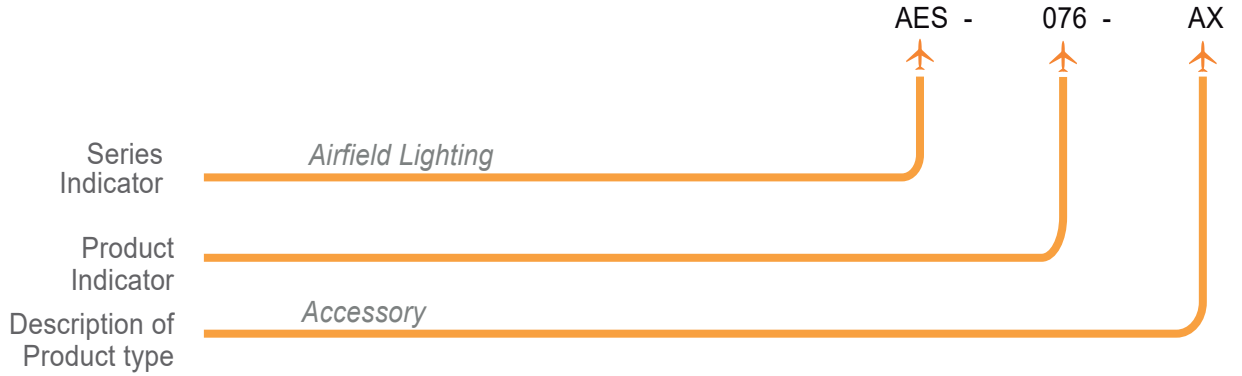 AES - 076 - AX
Series Airfield Lighting
Indicator
Product
Indicator
Description of Accessory
Product type